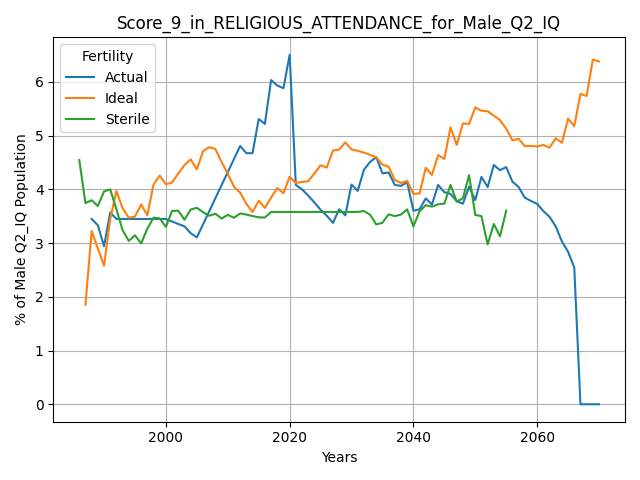 Score_9_in_RELIGIOUS_ATTENDANCE_for_Male_Q2_IQ
Fertility
Actual
Ideal
Sterile
% of Male Q2_IQ Population
6
5
4
3
2
1
0
2000
2020
2040
2060
Years